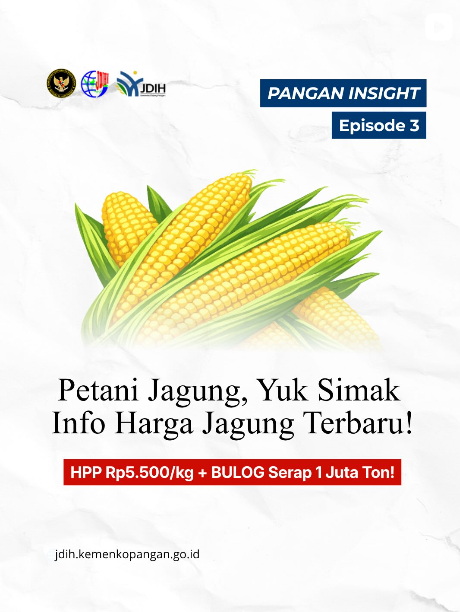 JDIH
PANGAN INSIGHT
Episode 3
Petani Jagung, Yuk Simak
Info Harga Jagung Terbaru!
HPP Rp5.500/kg + BULOG Serap 1 Juta Ton!
jdih.kemenkopangan.go.id